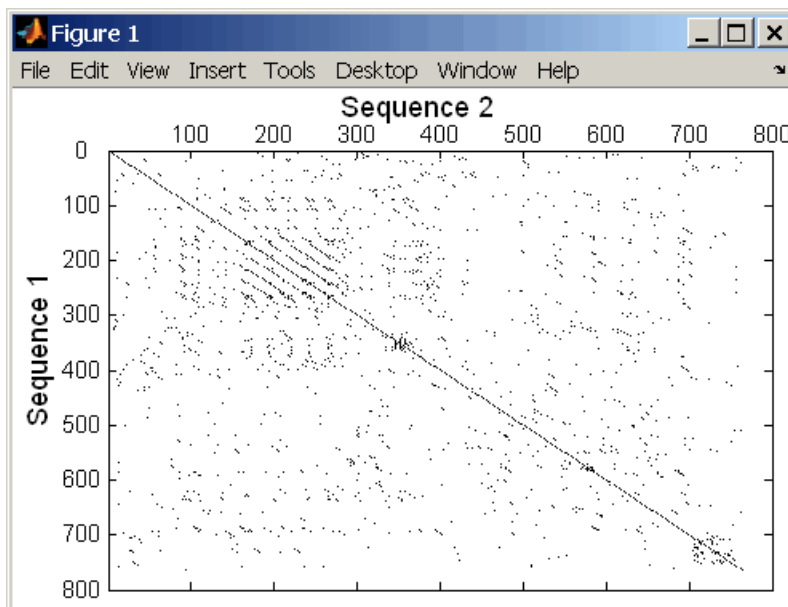 Figure 1
File Edit View Insert Tools Desktop Window Help
Sequence 2
100 200 300 400 500 600 700 800
0
100
200
300
400
500
600
700
800
Sequence 1